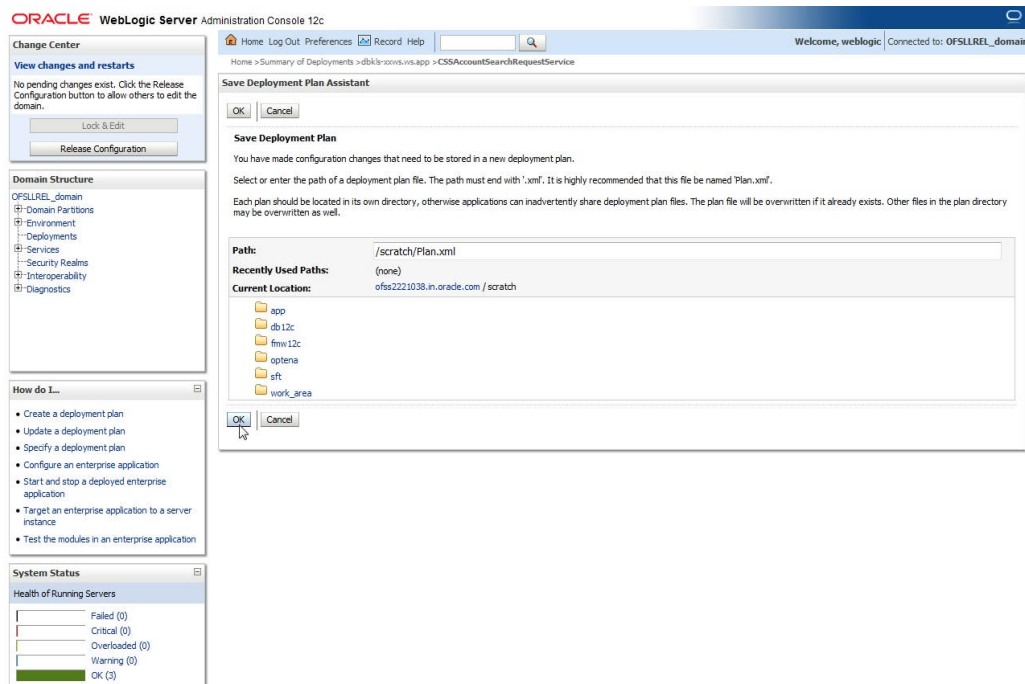 ORACLE WebLogic Server Administration Console 12c
Change Center
View changes and restarts
No pending changes exist. Click the Release
Configuration button to allow others to edit the
domain.
Lock & Edit
Release Configuration
Domain Structure
OFSLLREL_domain
Domain Partitions
Environment
Deployments
Services
Security Realms
Interoperability
Diagnostics
How do I...
Create a deployment plan
Update a deployment plan
Specify a deployment plan
Configure an enterprise application
Start and stop a deployed enterprise
application
Target an enterprise application to a server
instance
Test the modules in an enterprise application
System Status
Health of Running Servers
Failed (0)
Critical (0)
Overloaded (0)
Warning (0)
OK (3)
Home Log Out Preferences Record Help
Welcome, weblogic Connected to: OFSLLREL_domain
Home >Summary of Deployments >dbkls-xxws.ws.app >CSSAccountSearchRequestService
Save Deployment Plan Assistant
OK Cancel
Save Deployment Plan
You have made configuration changes that need to be stored in a new deployment plan.
Select or enter the path of a deployment plan file. The path must end with '.xml'. It is highly recommended that this file be named 'Plan.xml'.
Each plan should be located in its own directory, otherwise applications can inadvertently share deployment plan files. The plan file will be overwritten if it already exists. Other files in the plan directory
may be overwritten as well.
Path: /scratch/Plan.xml
Recently Used Paths: (none)
Current Location: ofss2221038.in.oracle.com / scratch
app
db12c
fmw12c
optena
sft
work_area
OK Cancel